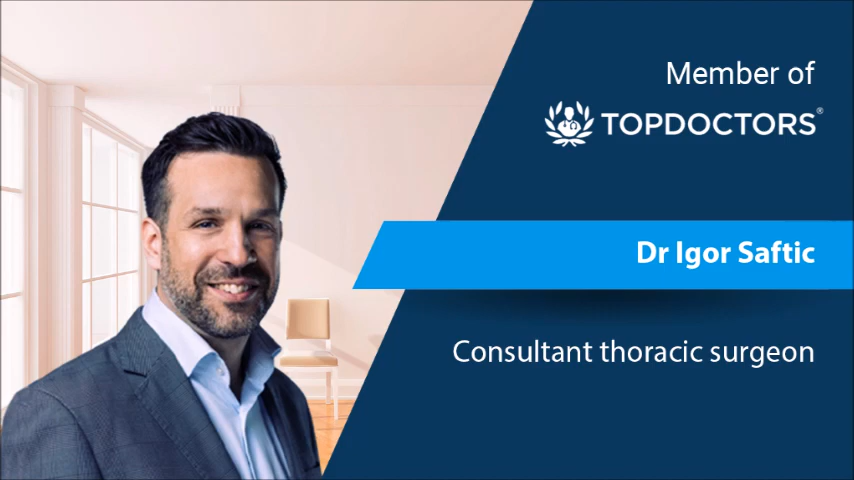 Member of
TOPDOCTORS®
Dr Igor Saftic
Consultant thoracic surgeon